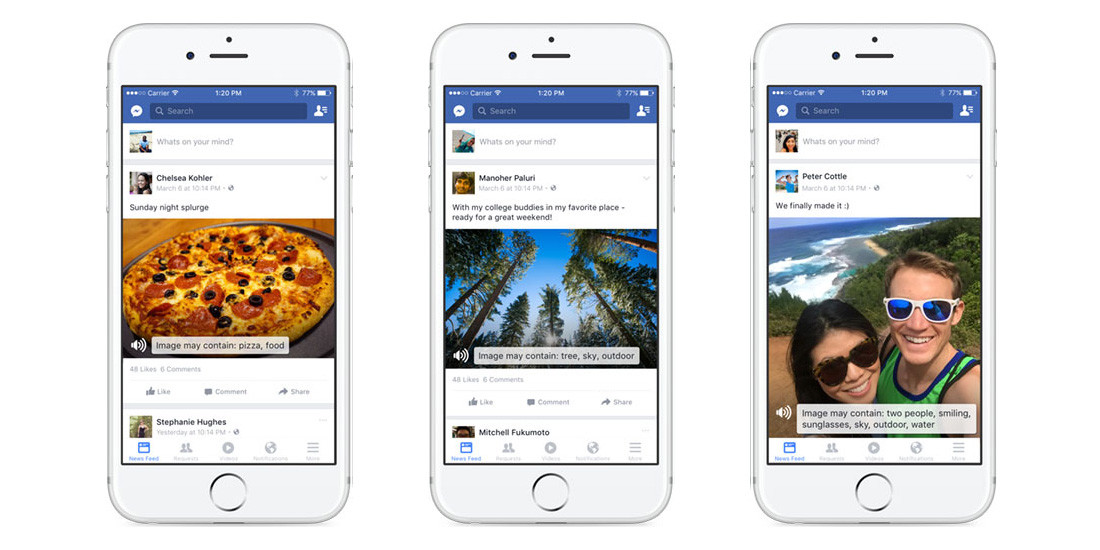 Carrier 1:20 PM 77%
Search
Whats on your mind?
Chelsea Kohler
March 6 at 10:14 PM •
Sunday night splurge
Image may contain: pizza, food
48 Likes 6 Comments
Like Comment Share
Stephanie Hughes
Yesterday at 10:14 PM •
News Feed Requests Videos Notifications More
Carrier 1:20 PM 77%
Search
Whats on your mind?
Manoher Paluri
March 6 at 10:14 PM •
With my college buddies in my favorite place -
ready for a great weekend!
Image may contain: tree, sky, outdoor
48 Likes 6 Comments
Like Comment Share
Mitchell Fukumoto
News Feed Requests Videos Notifications More
Carrier 1:20 PM 77%
Search
Whats on your mind?
Peter Cottle
March 6 at 10:14 PM •
We finally made it :)
Image may contain: two people, smiling,
sunglasses, sky, outdoor, water
News Feed Requests Videos Notifications More